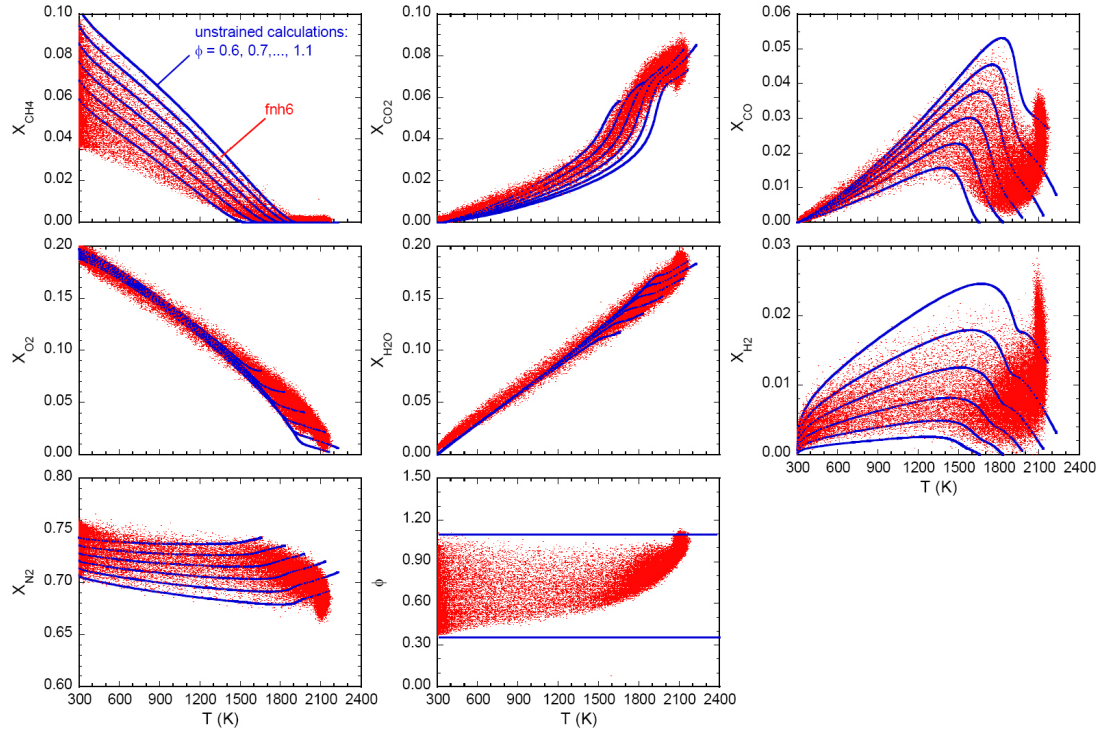 0.10
0.08
0.06
0.04
0.02
0.00
X_CH4
unstrained calculations:
ϕ = 0.6, 0.7,..., 1.1
fnh6
0.10
0.08
0.06
0.04
0.02
0.00
X_CO2
0.06
0.05
0.04
0.03
0.02
0.01
0.00
X_CO
0.20
0.15
0.10
0.05
0.00
X_O2
0.20
0.15
0.10
0.05
0.00
X_H2O
0.03
0.02
0.01
0.00
X_H2
300 600 900 1200 1500 1800 2100 2400
T (K)
0.80
0.75
0.70
0.65
0.60
X_N2
300 600 900 1200 1500 1800 2100 2400
T (K)
1.50
1.20
0.90
0.60
0.30
0.00
ϕ
300 600 900 1200 1500 1800 2100 2400
T (K)